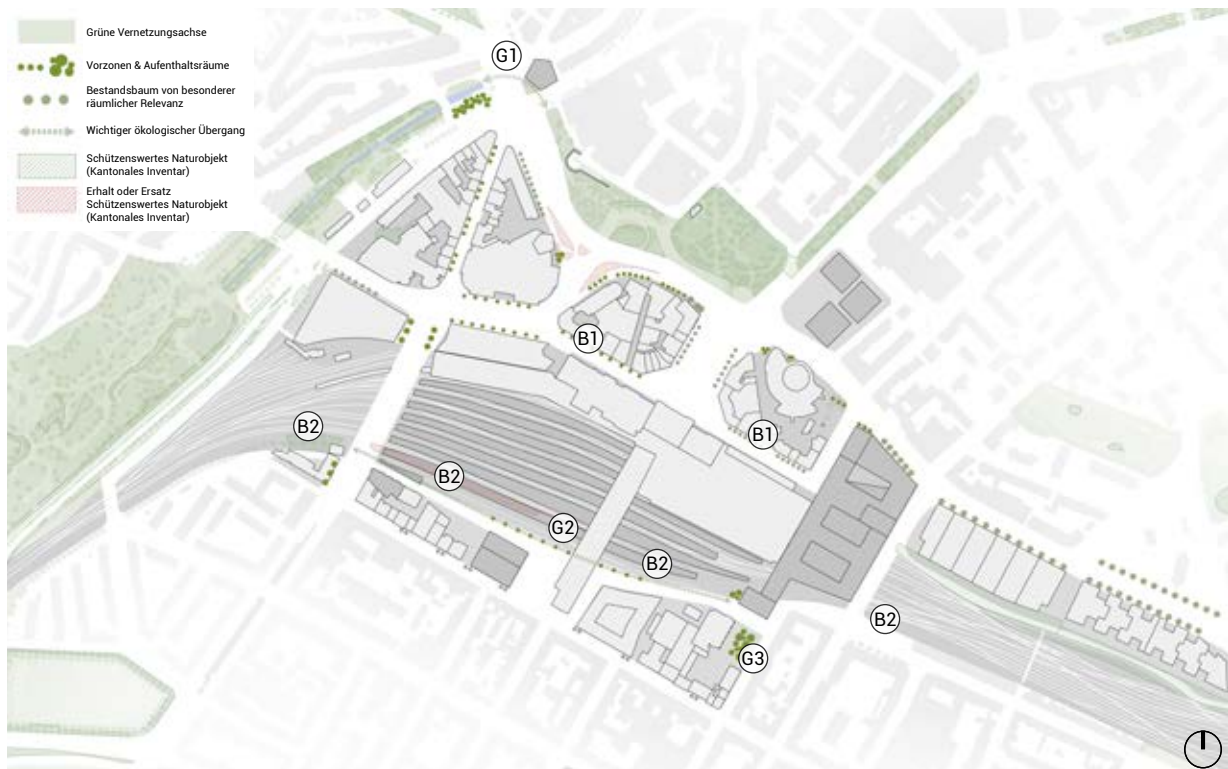 Grüne Vernetzungsachse
Vorzonen & Aufenthaltsräume
Bestandsbaum von besonderer
räumlicher Relevanz
Wichtiger ökologischer Übergang
Schützenswertes Naturobjekt
(Kantonales Inventar)
Erhalt oder Ersatz
Schützenswertes Naturobjekt
(Kantonales Inventar)
G1
B1
B1
B2
B2
G2
B2
B2
G3